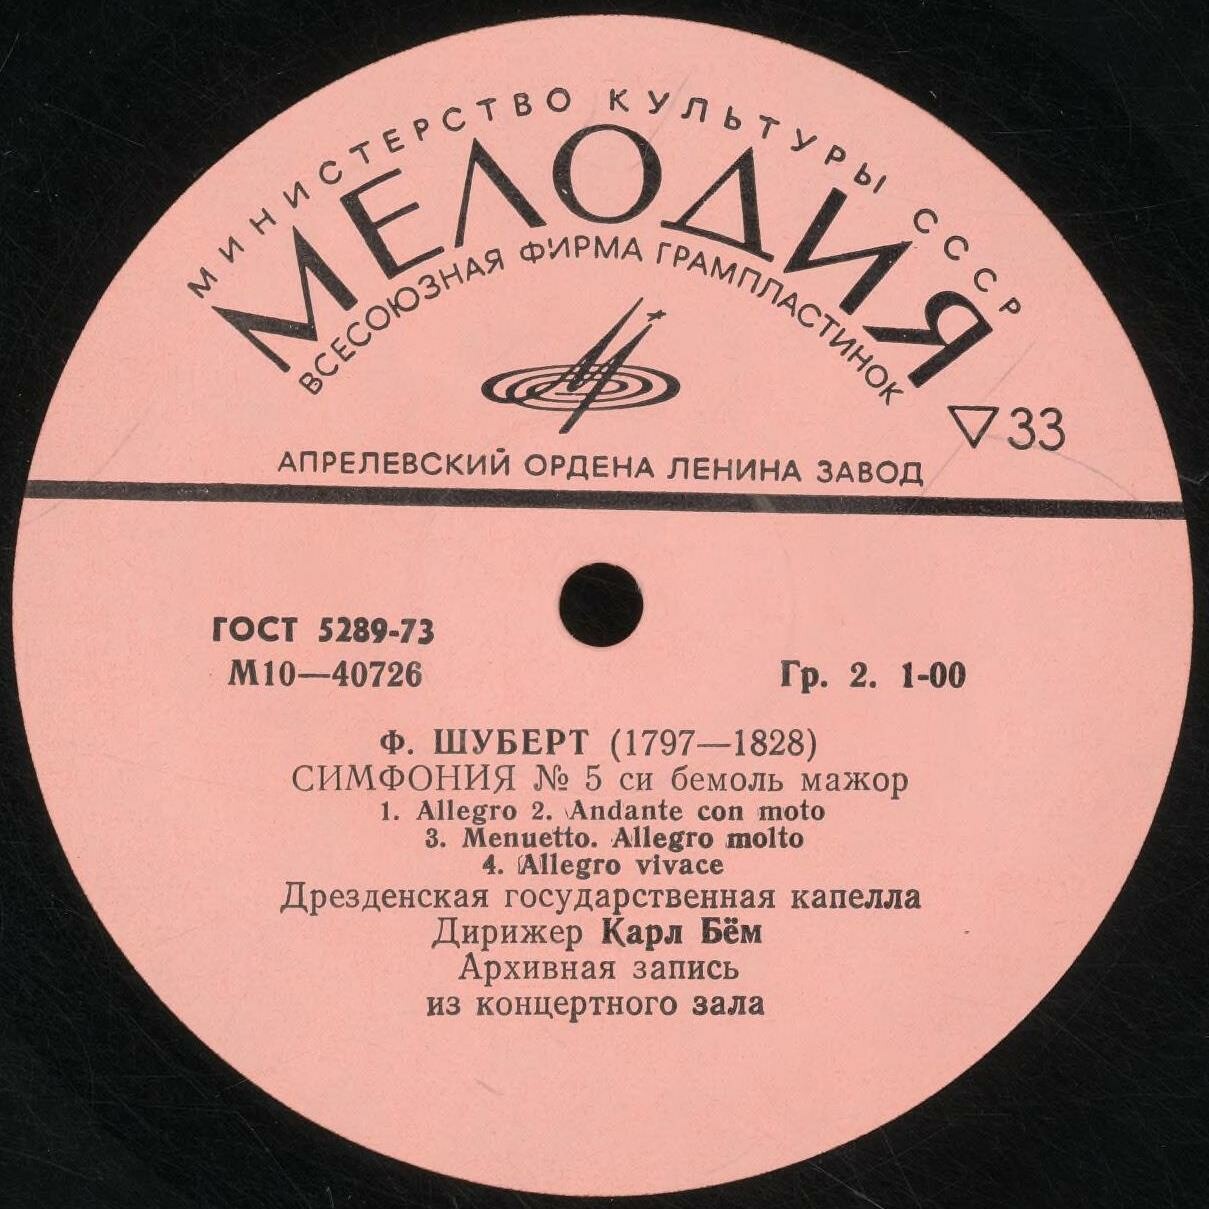 МИНИСТЕРСТВО КУЛЬТУРЫ СССР
МЕЛОДИЯ
ВСЕСОЮЗНАЯ ФИРМА ГРАМПЛАСТИНОК
33
АПРЕЛЕВСКИЙ ОРДЕНА ЛЕНИНА ЗАВОД
ГОСТ 5289-73
М10—40726
Гр. 2. 1-00
Ф. ШУБЕРТ (1797—1828)
СИМФОНИЯ № 5 си бемоль мажор
1. Allegro 2. Andante con moto
3. Menuetto. Allegro molto
4. Allegro vivace
Дрезденская государственная капелла
Дирижер Карл Бём
Архивная запись
из концертного зала